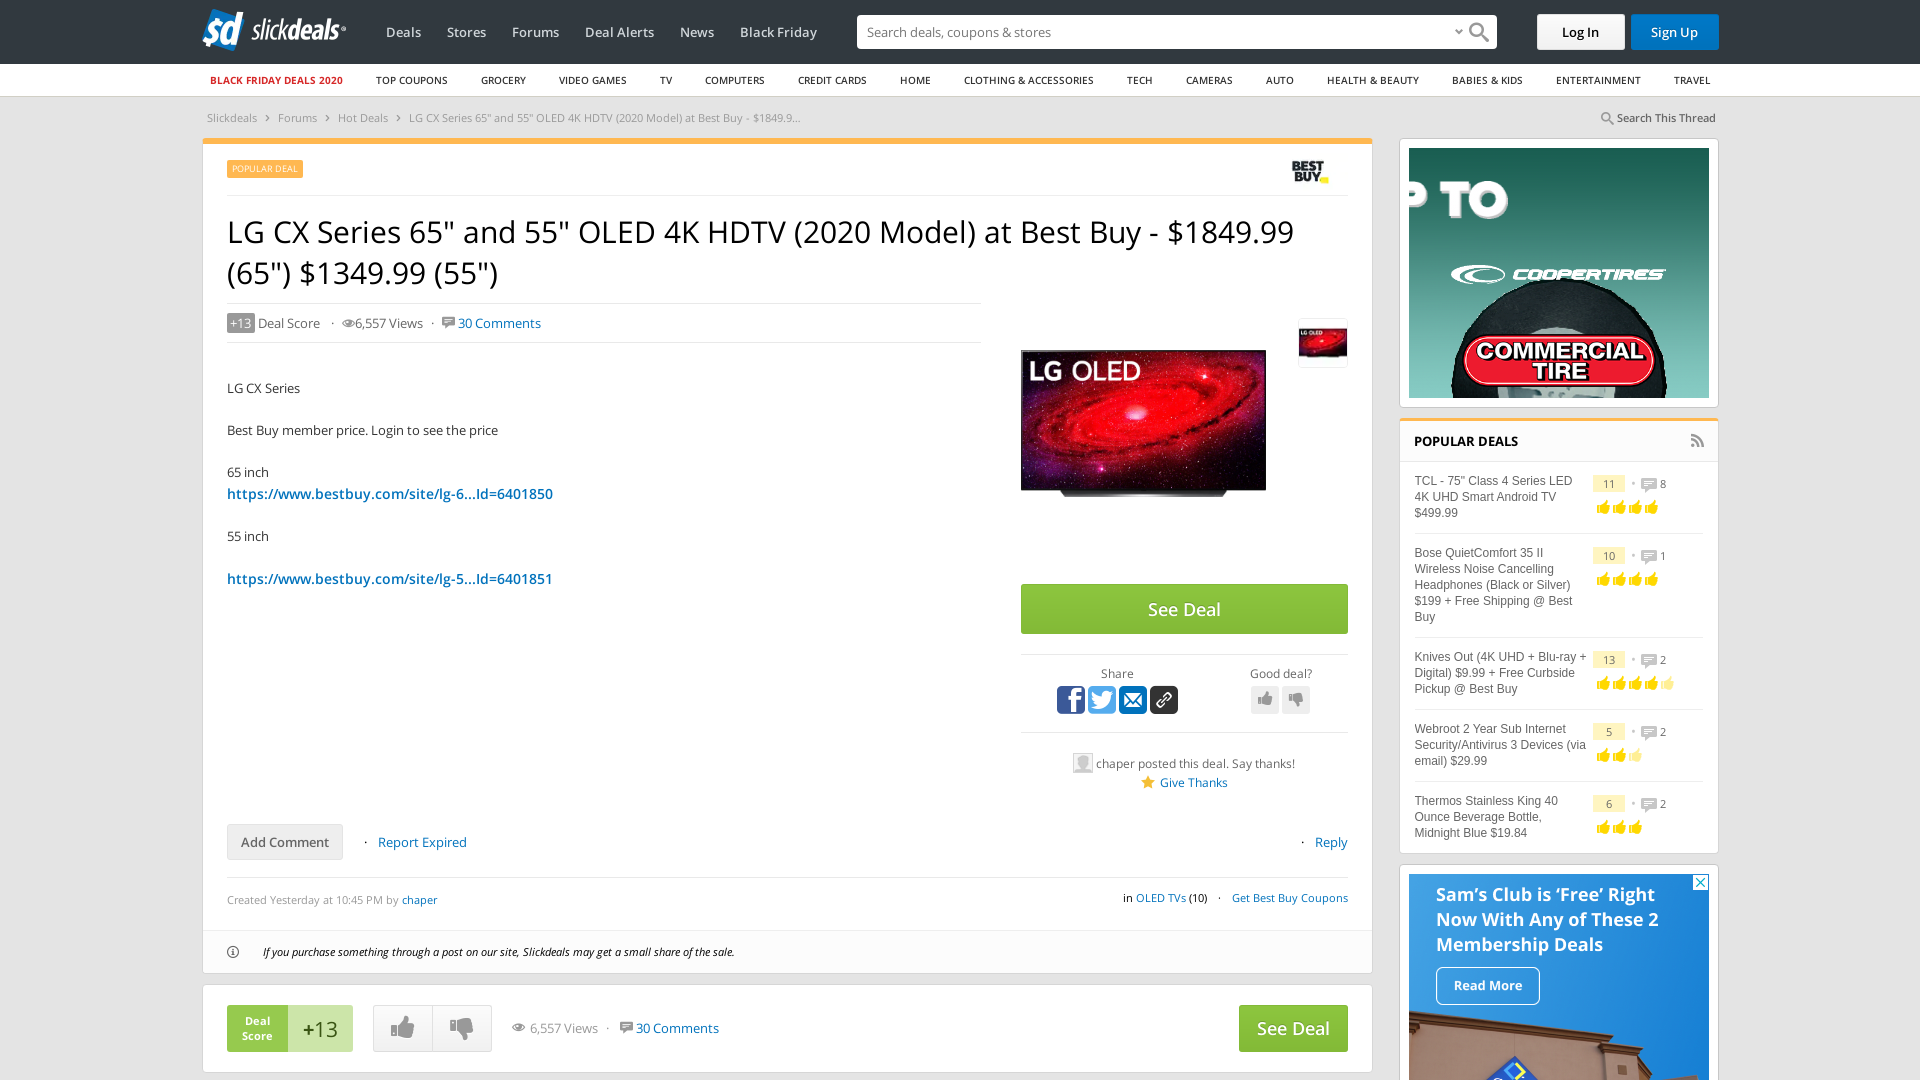 slickdeals
Deals Stores Forums Deal Alerts News Black Friday
Search deals, coupons & stores
Log In
Sign Up
BLACK FRIDAY DEALS 2020 TOP COUPONS GROCERY VIDEO GAMES TV COMPUTERS CREDIT CARDS HOME CLOTHING & ACCESSORIES TECH CAMERAS AUTO HEALTH & BEAUTY BABIES & KIDS ENTERTAINMENT TRAVEL
Slickdeals › Forums › Hot Deals › LG CX Series 65" and 55" OLED 4K HDTV (2020 Model) at Best Buy - $1849.9...
Search This Thread
POPULAR DEAL
BEST
BUY
LG CX Series 65" and 55" OLED 4K HDTV (2020 Model) at Best Buy - $1849.99
(65") $1349.99 (55")
+13 Deal Score · 6,557 Views · 30 Comments
LG CX Series
Best Buy member price. Login to see the price
65 inch
https://www.bestbuy.com/site/lg-6...Id=6401850
55 inch
https://www.bestbuy.com/site/lg-5...Id=6401851
LG OLED
LG OLED
See Deal
Share
Good deal?
chaper posted this deal. Say thanks!
Give Thanks
Add Comment · Report Expired
· Reply
Created Yesterday at 10:45 PM by chaper
in OLED TVs (10) · Get Best Buy Coupons
If you purchase something through a post on our site, Slickdeals may get a small share of the sale.
Deal
Score
+13
6,557 Views · 30 Comments
See Deal
P TO
COOPERTIRES
COMMERCIAL
TIRE
POPULAR DEALS
TCL - 75" Class 4 Series LED
4K UHD Smart Android TV
$499.99
11 • 8
Bose QuietComfort 35 II
Wireless Noise Cancelling
Headphones (Black or Silver)
$199 + Free Shipping @ Best
Buy
10 • 1
Knives Out (4K UHD + Blu-ray +
Digital) $9.99 + Free Curbside
Pickup @ Best Buy
13 • 2
Webroot 2 Year Sub Internet
Security/Antivirus 3 Devices (via
email) $29.99
5 • 2
Thermos Stainless King 40
Ounce Beverage Bottle,
Midnight Blue $19.84
6 • 2
Sam's Club is 'Free' Right
Now With Any of These 2
Membership Deals
Read More